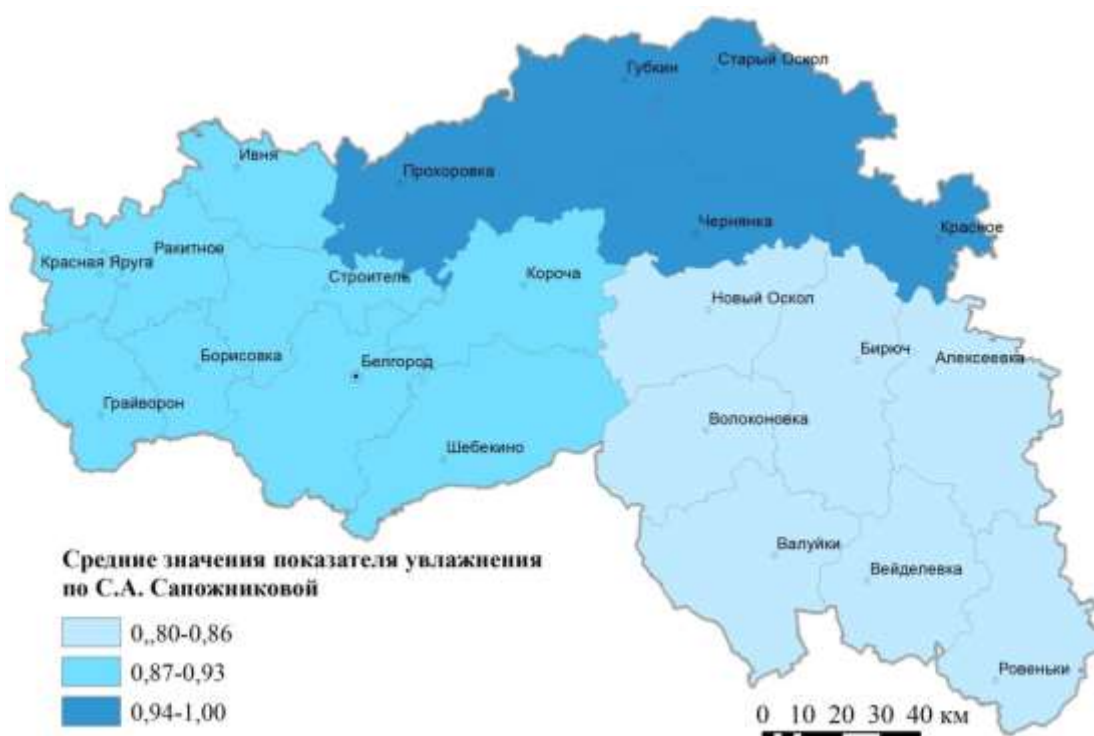 Губкин
Старый Оскол
Ивня
Прохоровка
Чернянка
Красное
Ракитное
Красная Яруга
Строитель
Короча
Новый Оскол
Бирюч
Алексеевка
Борисовка
Белгород
Грайворон
Волоконовка
Шебекино
Валуйки
Вейделевка
Ровеньки
Средние значения показателя увлажнения
по С.А. Сапожниковой
0,,80-0,86
0,87-0,93
0,94-1,00
0 10 20 30 40 км